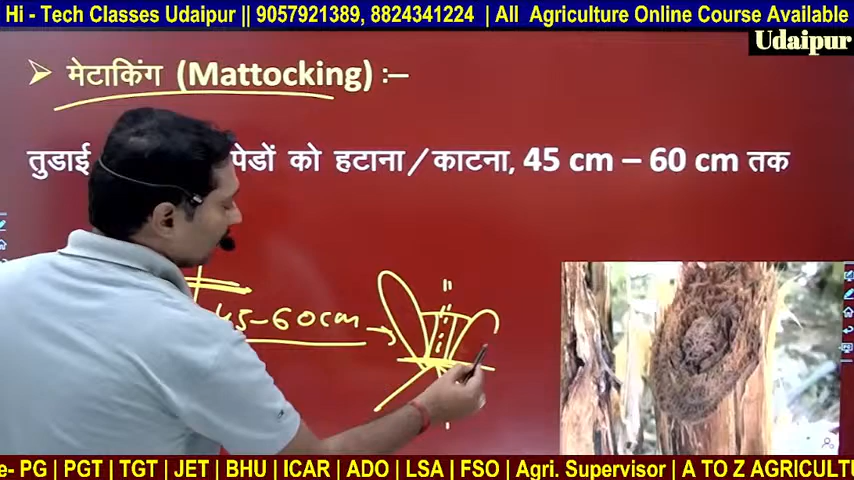 Hi - Tech Classes Udaipur || 9057921389, 8824341224 | All Agriculture Online Course Available
Udaipur
➤ मेटाकिंग (Mattocking) :–
तुडाई पेडों को हटाना/काटना, 45 cm – 60 cm तक
45-60cm
e- PG | PGT | TGT | JET | BHU | ICAR | ADO | LSA | FSO | Agri. Supervisor | A TO Z AGRICULTU